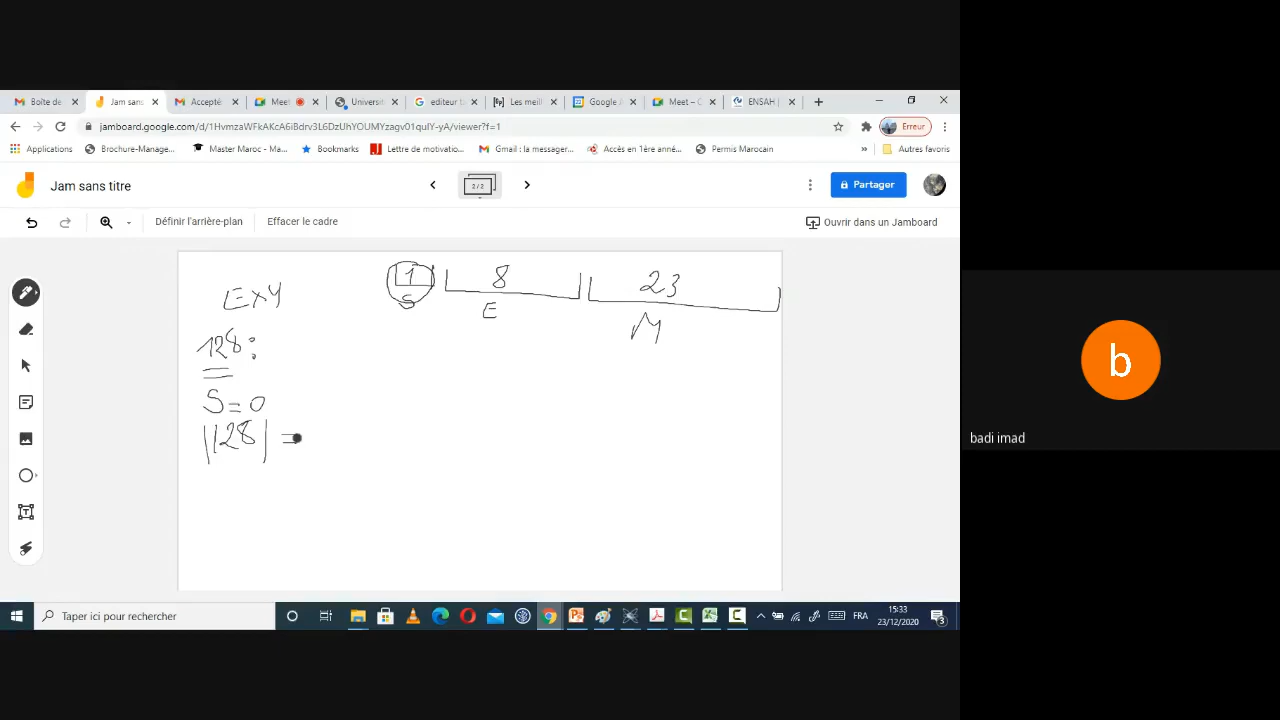 Boîte de
Jam sans
Accepté
Meet
Universit
editeur t
Les meill
Google A
Meet – C
ENSAH |
jamboard.google.com/d/1HvmzaWFkAKcA6iBdrv3L6DzUhYOUMYzagv01quIY-yA/viewer?f=1
Erreur
Applications
Brochure-Manage...
Master Maroc - Ma...
Bookmarks
Lettre de motivatio...
Gmail : la messager...
Accès en 1ère anné...
Permis Marocain
»
Autres favoris
Jam sans titre
2 / 2
Partager
Définir l'arrière-plan
Effacer le cadre
Ouvrir dans un Jamboard
1 8 23
S E M
Ex4
128:
S = 0
|128| =
b
badi imad
Taper ici pour rechercher
FRA
15:33
23/12/2020
3